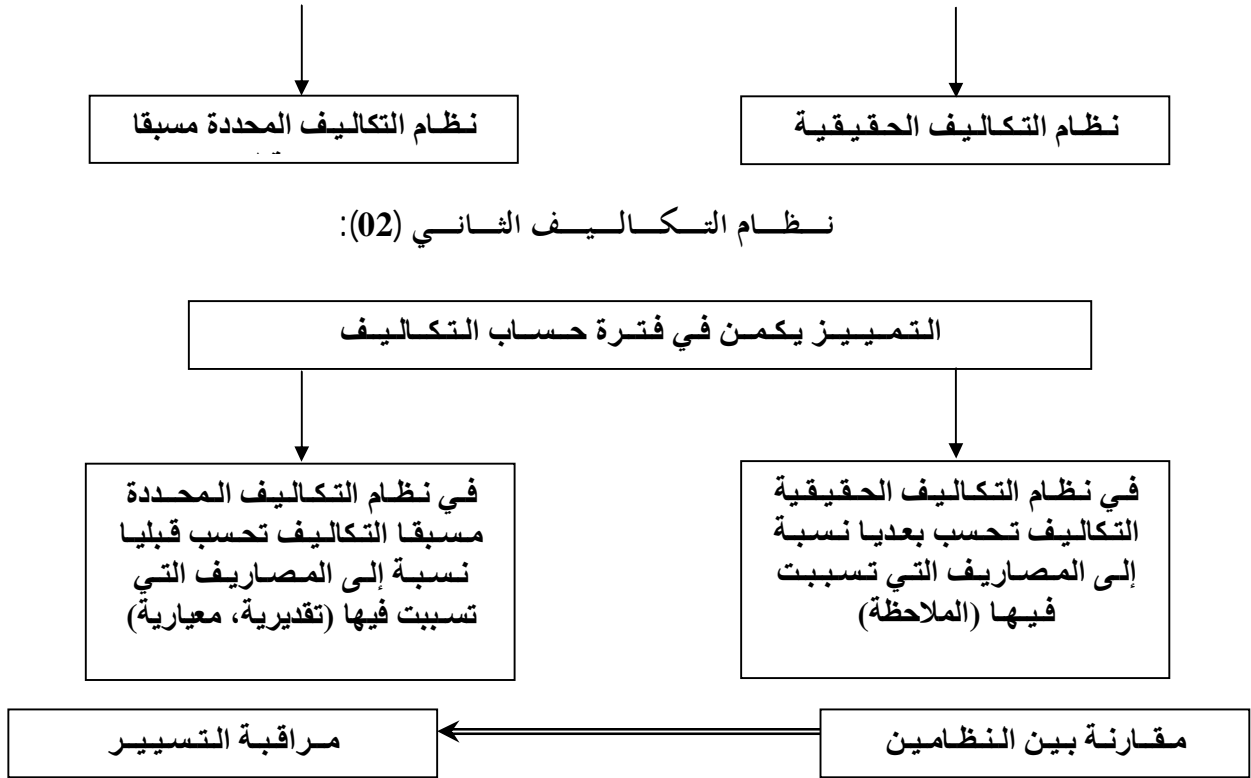 نظام التكاليف الحقيقية
نظام التكاليف المحددة مسبقا
نظام التكاليف الثاني (02):
التمييز يكمن في فترة حساب التكاليف
في نظام التكاليف الحقيقية
التكاليف تحسب بعديا نسبة
إلى المصاريف التي تسببت
فيها (الملاحظة)
في نظام التكاليف المحددة
مسبقا التكاليف تحسب قبليا
نسبة إلى المصاريف التي
تسببت فيها (تقديرية، معيارية)
مقارنة بين النظامين
مراقبة التسيير